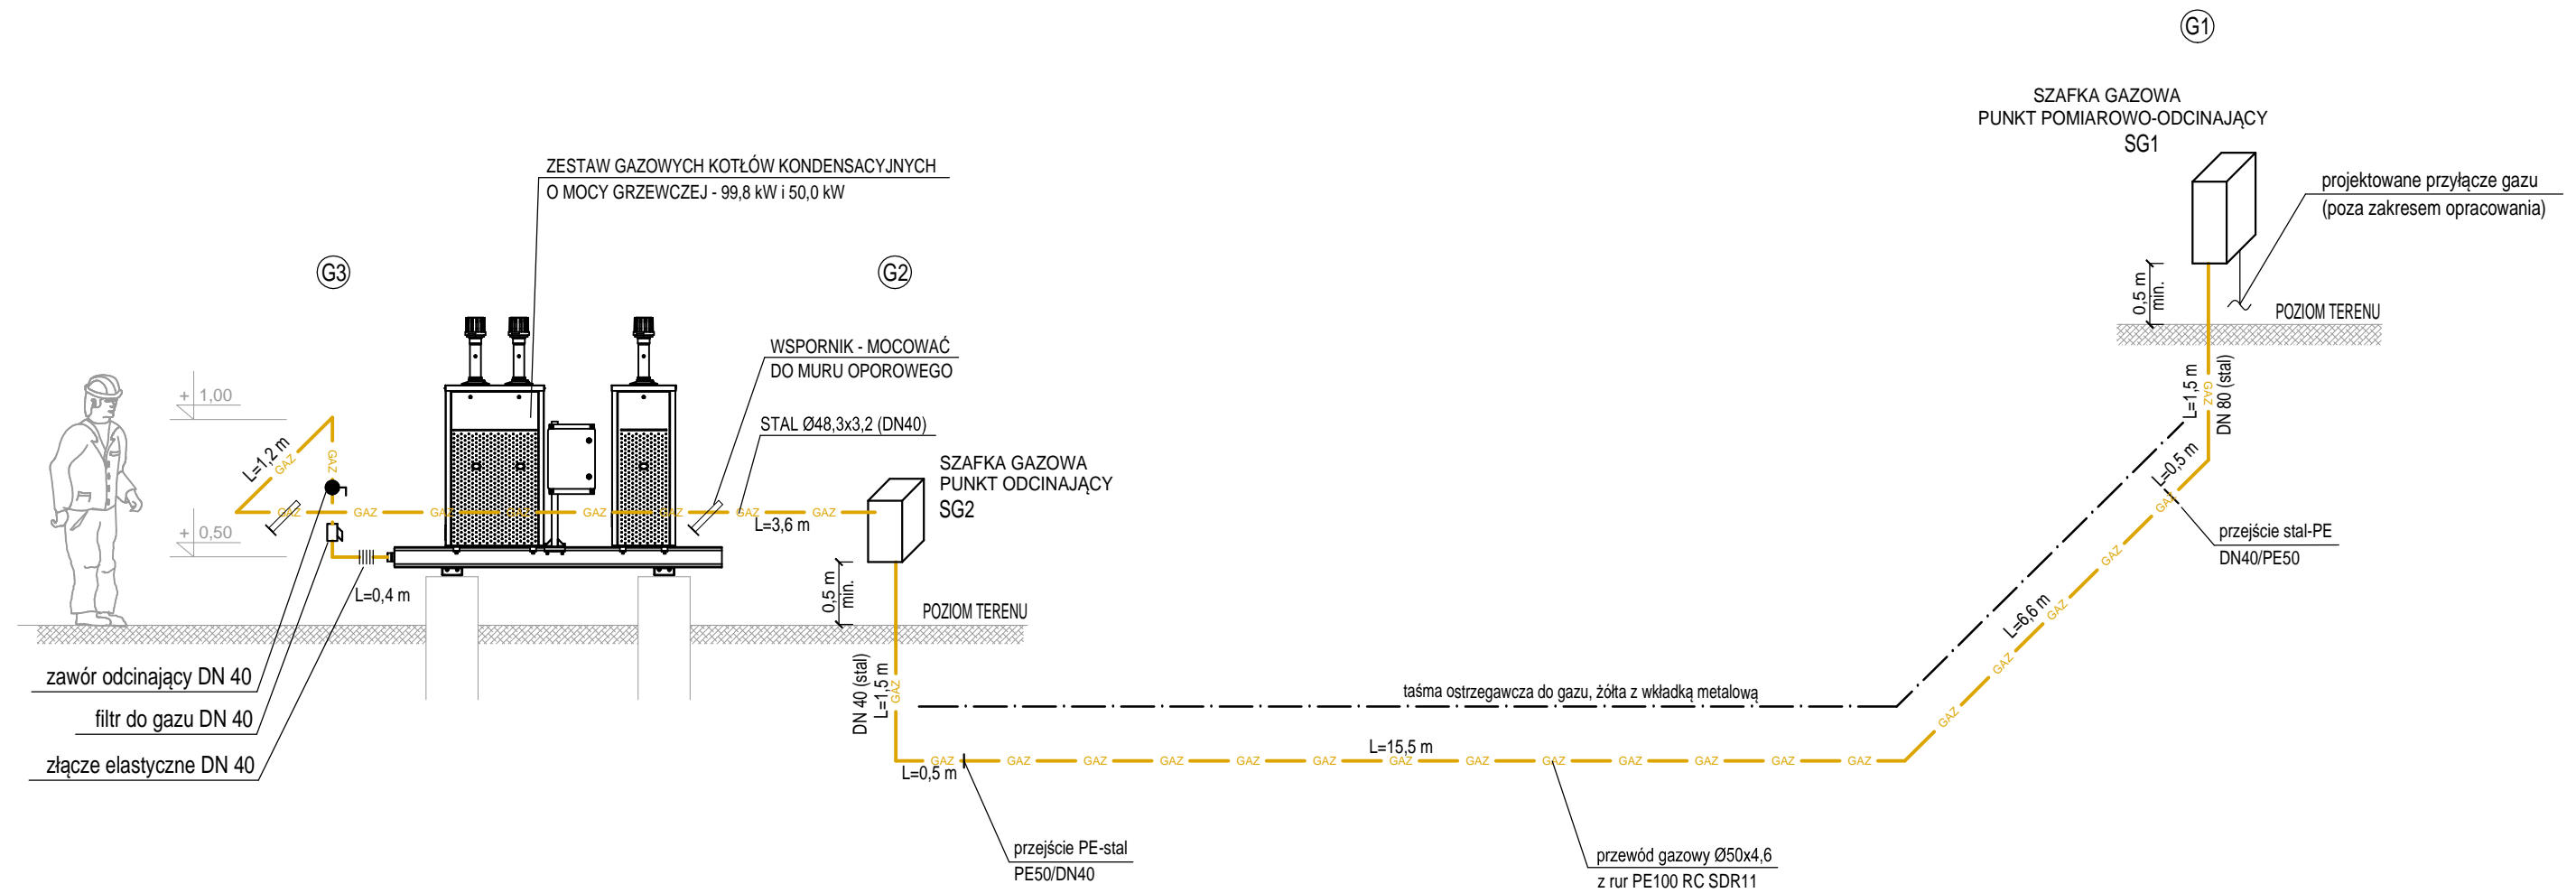 G1
SZAFKA GAZOWA
PUNKT POMIAROWO-ODCINAJĄCY
SG1
projektowane przyłącze gazu
(poza zakresem opracowania)
0,5 m
min.
POZIOM TERENU
L=1,5 m
GAZ
DN 80 (stal)
L=0,5 m
GAZ
przejście stal-PE
DN40/PE50
GAZ
L=6,6 m
GAZ
GAZ
GAZ
ZESTAW GAZOWYCH KOTŁÓW KONDENSACYJNYCH
O MOCY GRZEWCZEJ - 99,8 kW i 50,0 kW
G3
G2
WSPORNIK - MOCOWAĆ
DO MURU OPOROWEGO
STAL Ø48,3x3,2 (DN40)
+ 1,00
L=1,2 m
GAZ
GAZ
SZAFKA GAZOWA
PUNKT ODCINAJĄCY
SG2
GAZ GAZ GAZ GAZ GAZ GAZ GAZ GAZ
L=3,6 m
+ 0,50
L=0,4 m
0,5 m
min.
POZIOM TERENU
zawór odcinający DN 40
filtr do gazu DN 40
złącze elastyczne DN 40
DN 40 (stal)
L=1,5 m
GAZ
taśma ostrzegawcza do gazu, żółta z wkładką metalową
L=15,5 m
GAZ GAZ GAZ GAZ GAZ GAZ GAZ GAZ GAZ GAZ GAZ GAZ GAZ
L=0,5 m
przejście PE-stal
PE50/DN40
przewód gazowy Ø50x4,6
z rur PE100 RC SDR11